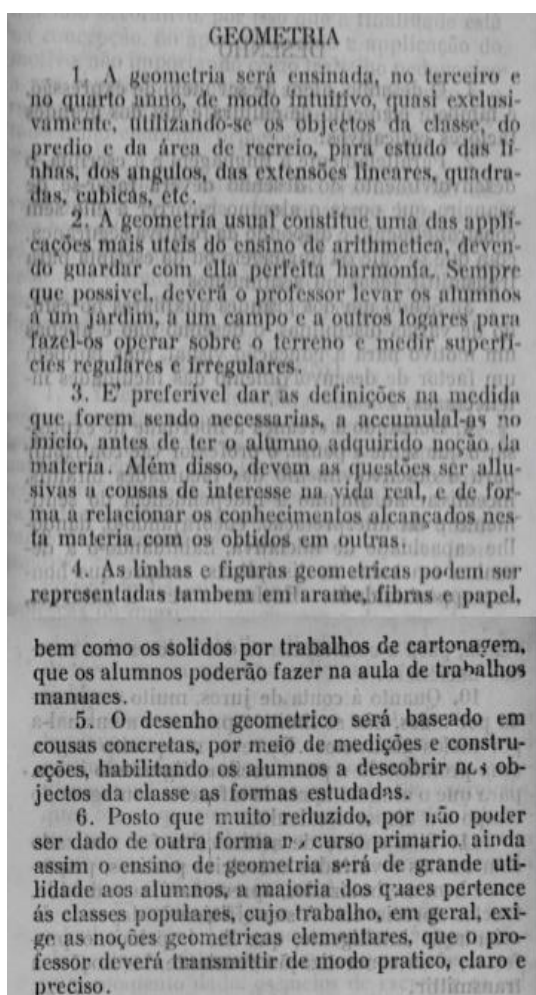 GEOMETRIA
1. A geometria será ensinada, no terceiro e
no quarto anno, de modo intuitivo, quasi exclusi-
vamente, utilizando-se os objectos da classe, do
predio e da área de recreio, para estudo das li-
nhas, dos angulos, das extensões lineares, quadra-
das, cubicas, etc.
2. A geometria usual constitue uma das appli-
cações mais uteis do ensino de arithmetica, deven-
do guardar com ella perfeita harmonia. Sempre
que possivel, deverá o professor levar os alumnos
a um jardim, a um campo e a outros logares para
fazel-os operar sobre o terreno e medir superfi-
cies regulares e irregulares.
3. E' preferivel dar as definições na medida
que forem sendo necessarias, a accumulal-as no
inicio, antes de ter o alumno adquirido noção da
materia. Além disso, devem as questões ser allu-
sivas a cousas de interesse na vida real, e de for-
ma a relacionar os conhecimentos alcançados nes-
ta materia com os obtidos em outras.
4. As linhas e figuras geometricas podem ser
representadas tambem em arame, fibras e papel,
bem como os solidos por trabalhos de cartonagem,
que os alumnos poderão fazer na aula de trabalhos
manuaes.
5. O desenho geometrico será baseado em
cousas concretas, por meio de medições e constru-
cções, habilitando os alumnos a descobrir nos ob-
jectos da classe as formas estudadas.
6. Posto que muito reduzido, por não poder
ser dado de outra forma no curso primario, ainda
assim o ensino de geometria será de grande uti-
lidade aos alumnos, a maioria dos quaes pertence
ás classes populares, cujo trabalho, em geral, exi-
ge as noções geometricas elementares, que o pro-
fessor deverá transmittir de modo pratico, claro e
preciso.